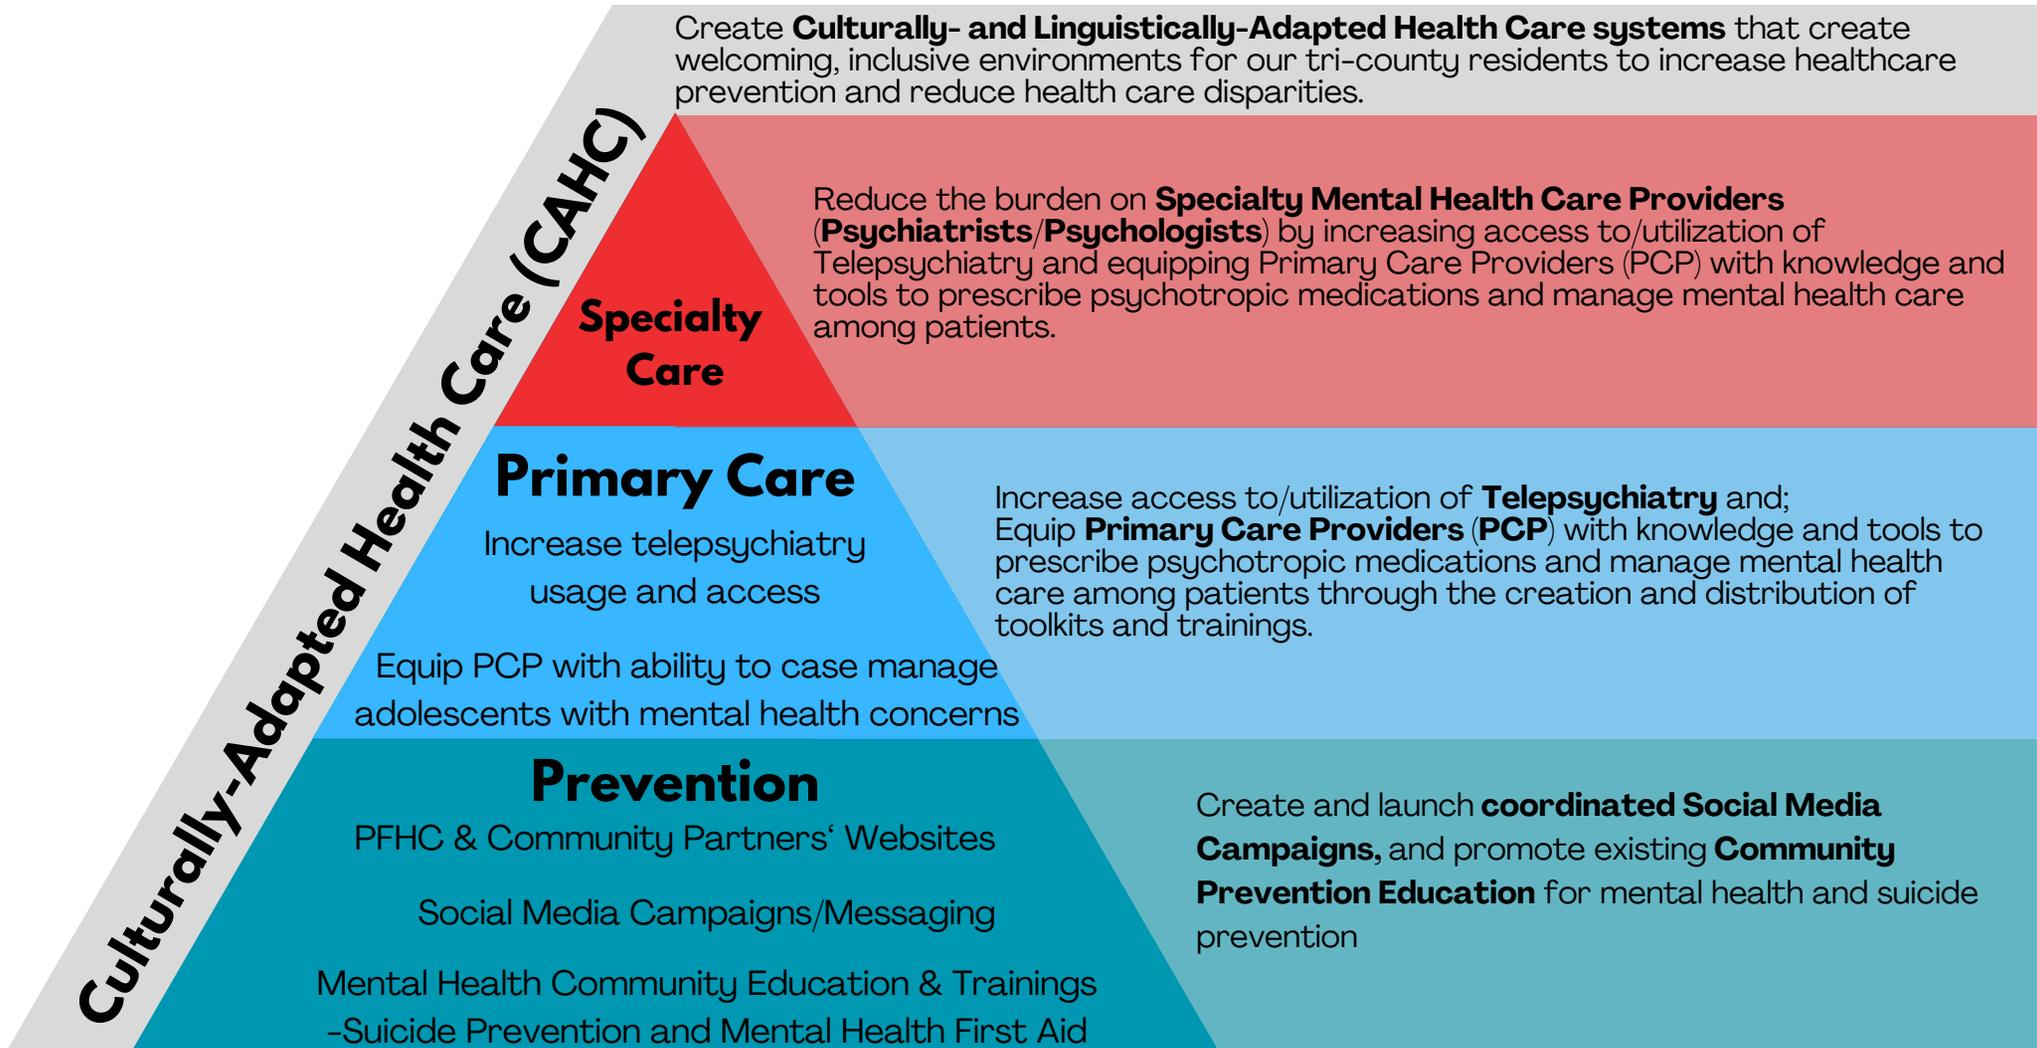 Create Culturally- and Linguistically-Adapted Health Care systems that create
welcoming, inclusive environments for our tri-county residents to increase healthcare
prevention and reduce health care disparities.
Culturally-Adapted Health Care (CAHC)
Specialty
Care
Reduce the burden on Specialty Mental Health Care Providers
(Psychiatrists/Psychologists) by increasing access to/utilization of
Telepsychiatry and equipping Primary Care Providers (PCP) with knowledge and
tools to prescribe psychotropic medications and manage mental health care
among patients.
Primary Care
Increase telepsychiatry
usage and access
Equip PCP with ability to case manage
adolescents with mental health concerns
Increase access to/utilization of Telepsychiatry and;
Equip Primary Care Providers (PCP) with knowledge and tools to
prescribe psychotropic medications and manage mental health
care among patients through the creation and distribution of
toolkits and trainings.
Prevention
PFHC & Community Partners‘ Websites
Social Media Campaigns/Messaging
Mental Health Community Education & Trainings
-Suicide Prevention and Mental Health First Aid
Create and launch coordinated Social Media
Campaigns, and promote existing Community
Prevention Education for mental health and suicide
prevention